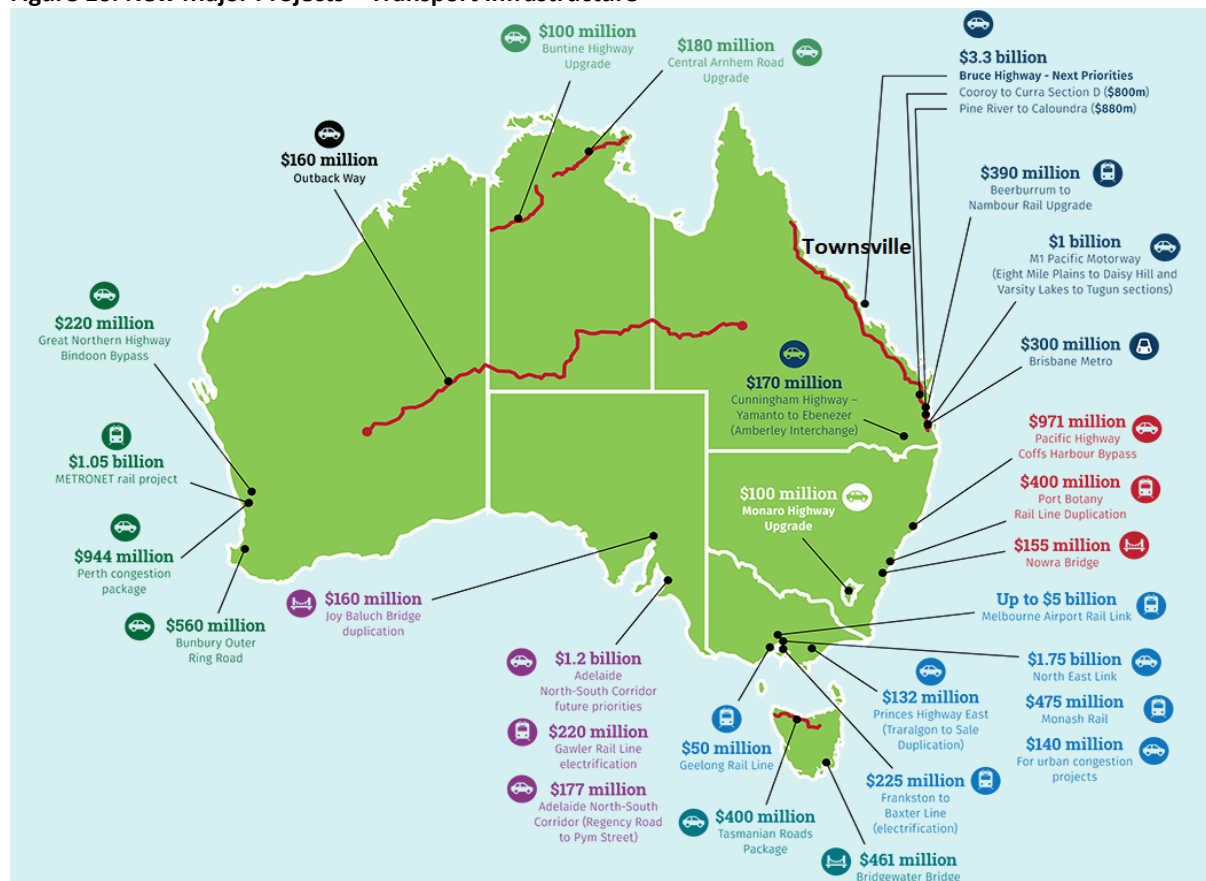 Figure 10: New Major Projects – Transport Infrastructure
$100 million
Buntine Highway
Upgrade
$180 million
Central Arnhem Road
Upgrade
$3.3 billion
Bruce Highway - Next Priorities
Cooroy to Curra Section D ($800m)
Pine River to Caloundra ($880m)
$160 million
Outback Way
$390 million
Beerburrum to
Nambour Rail Upgrade
Townsville
$1 billion
M1 Pacific Motorway
(Eight Mile Plains to Daisy Hill and
Varsity Lakes to Tugun sections)
$220 million
Great Northern Highway
Bindoon Bypass
$300 million
Brisbane Metro
$170 million
Cunningham Highway –
Yamanto to Ebenezer
(Amberley Interchange)
$971 million
Pacific Highway
Coffs Harbour Bypass
$1.05 billion
METRONET rail project
$400 million
Port Botany
Rail Line Duplication
$100 million
Monaro Highway
Upgrade
$944 million
Perth congestion
package
$155 million
Nowra Bridge
$160 million
Joy Baluch Bridge
duplication
$560 million
Bunbury Outer
Ring Road
Up to $5 billion
Melbourne Airport Rail Link
$1.2 billion
Adelaide
North-South Corridor
future priorities
$1.75 billion
North East Link
$132 million
Princes Highway East
(Traralgon to Sale
Duplication)
$475 million
Monash Rail
$220 million
Gawler Rail Line
electrification
$50 million
Geelong Rail Line
$140 million
For urban congestion
projects
$177 million
Adelaide North-South
Corridor (Regency Road
to Pym Street)
$225 million
Frankston to
Baxter Line
(electrification)
$400 million
Tasmanian Roads
Package
$461 million
Bridgewater Bridge